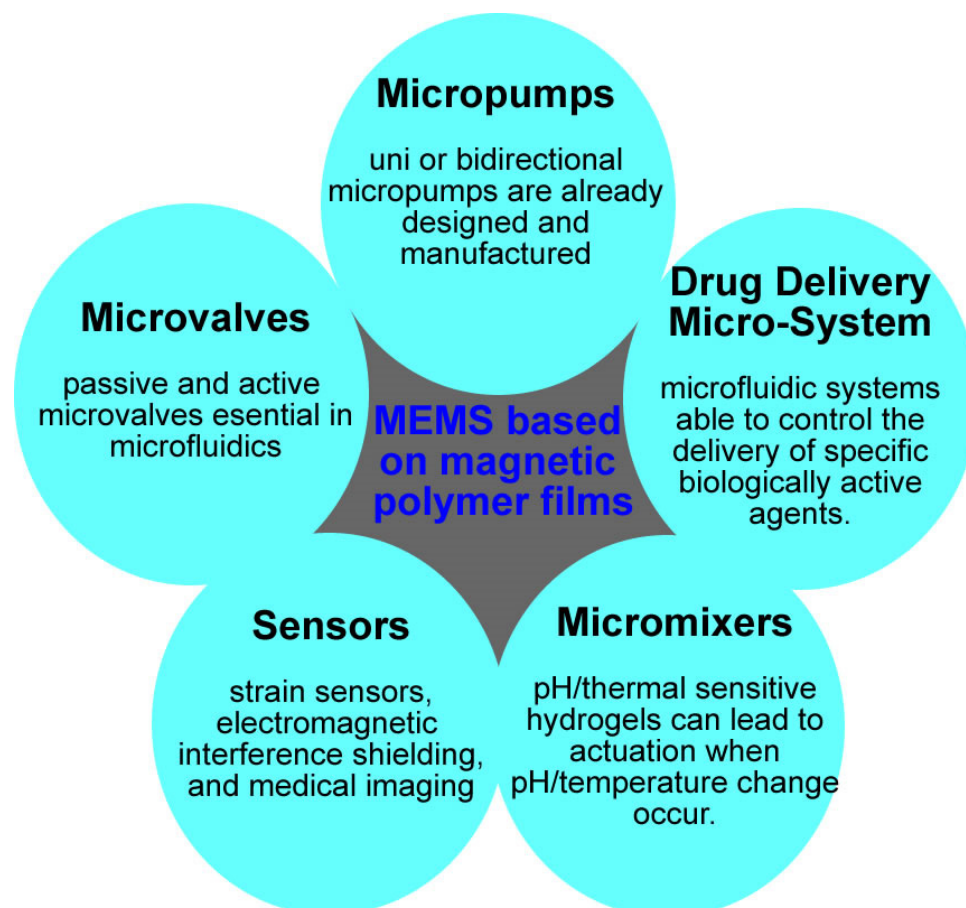 Micropumps
uni or bidirectional
micropumps are already
designed and
manufactured
Drug Delivery
Micro-System
microfluidic systems
able to control the
delivery of specific
biologically active
agents.
Microvalves
passive and active
microvalves esential in
microfluidics
MEMS based
on magnetic
polymer films
Sensors
strain sensors,
electromagnetic
interference shielding,
and medical imaging
Micromixers
pH/thermal sensitive
hydrogels can lead to
actuation when
pH/temperature change
occur.